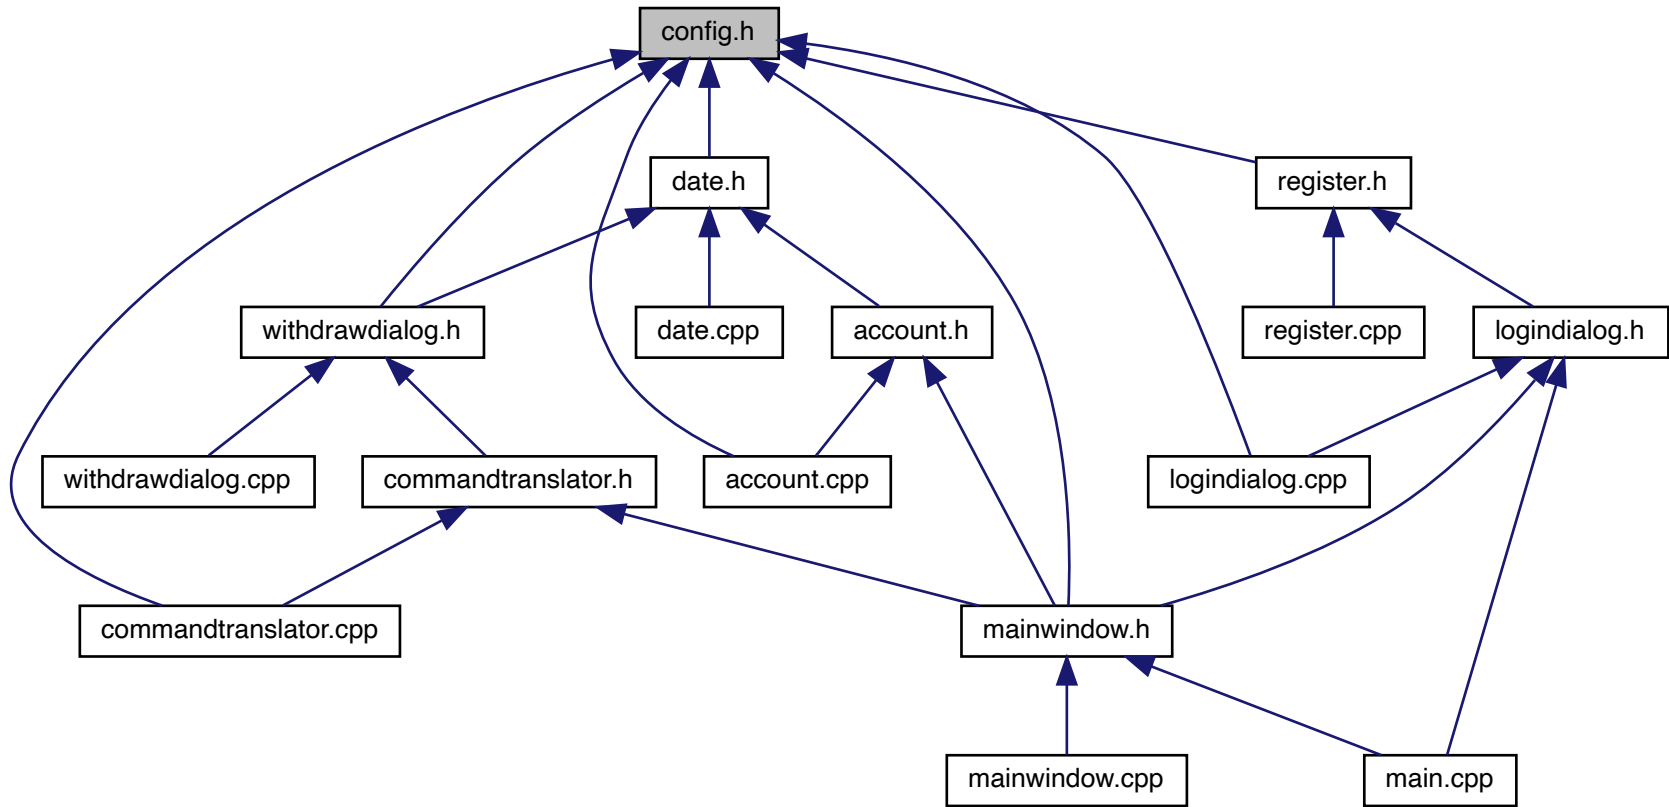 config.h
date.h
register.h
withdrawdialog.h
date.cpp
account.h
register.cpp
logindialog.h
withdrawdialog.cpp
commandtranslator.h
account.cpp
logindialog.cpp
commandtranslator.cpp
mainwindow.h
mainwindow.cpp
main.cpp